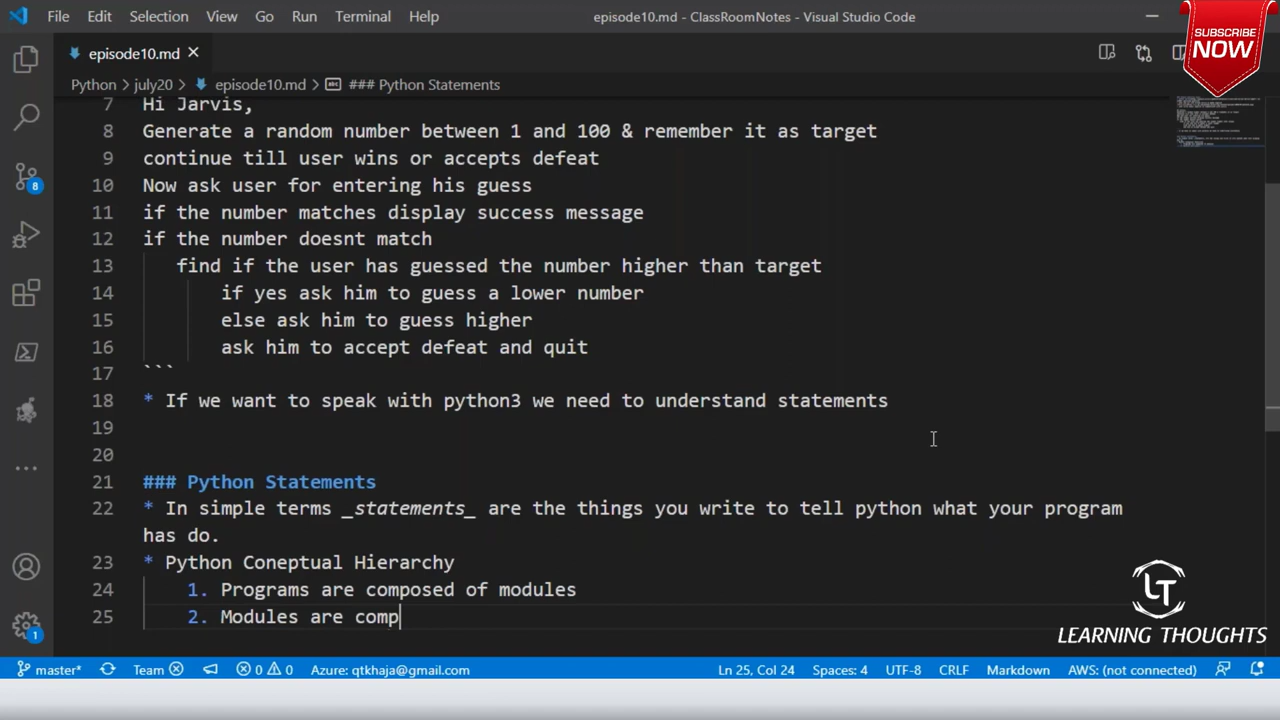 File Edit Selection View Go Run Terminal Help episode10.md - ClassRoomNotes - Visual Studio Code
SUBSCRIBE
NOW
episode10.md
Python > july20 > episode10.md > ### Python Statements
7 Hi Jarvis,
8 Generate a random number between 1 and 100 & remember it as target
9 continue till user wins or accepts defeat
10 Now ask user for entering his guess
11 if the number matches display success message
12 if the number doesnt match
13 find if the user has guessed the number higher than target
14 if yes ask him to guess a lower number
15 else ask him to guess higher
16 ask him to accept defeat and quit
17 ```
18 * If we want to speak with python3 we need to understand statements
19
20
21 ### Python Statements
22 * In simple terms _statements_ are the things you write to tell python what your program
has do.
23 * Python Coneptual Hierarchy
24 1. Programs are composed of modules
25 2. Modules are comp
8
1
LT
LEARNING THOUGHTS
master* Team 0 0 Azure: qtkhaja@gmail.com Ln 25, Col 24 Spaces: 4 UTF-8 CRLF Markdown AWS: (not connected)